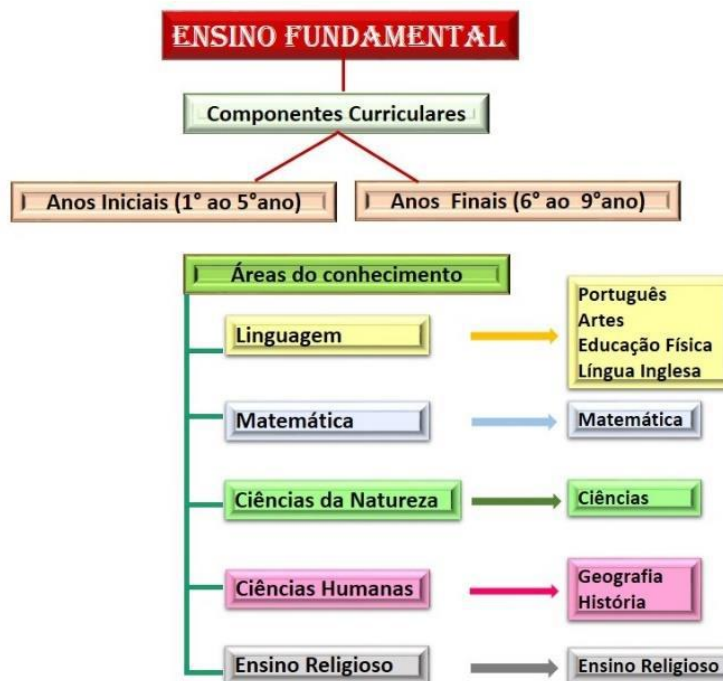 ENSINO FUNDAMENTAL
Componentes Curriculares
Anos Iniciais (1° ao 5°ano)
Anos Finais (6° ao 9°ano)
Áreas do conhecimento
Linguagem
Português
Artes
Educação Física
Língua Inglesa
Matemática
Matemática
Ciências da Natureza
Ciências
Ciências Humanas
Geografia
História
Ensino Religioso
Ensino Religioso